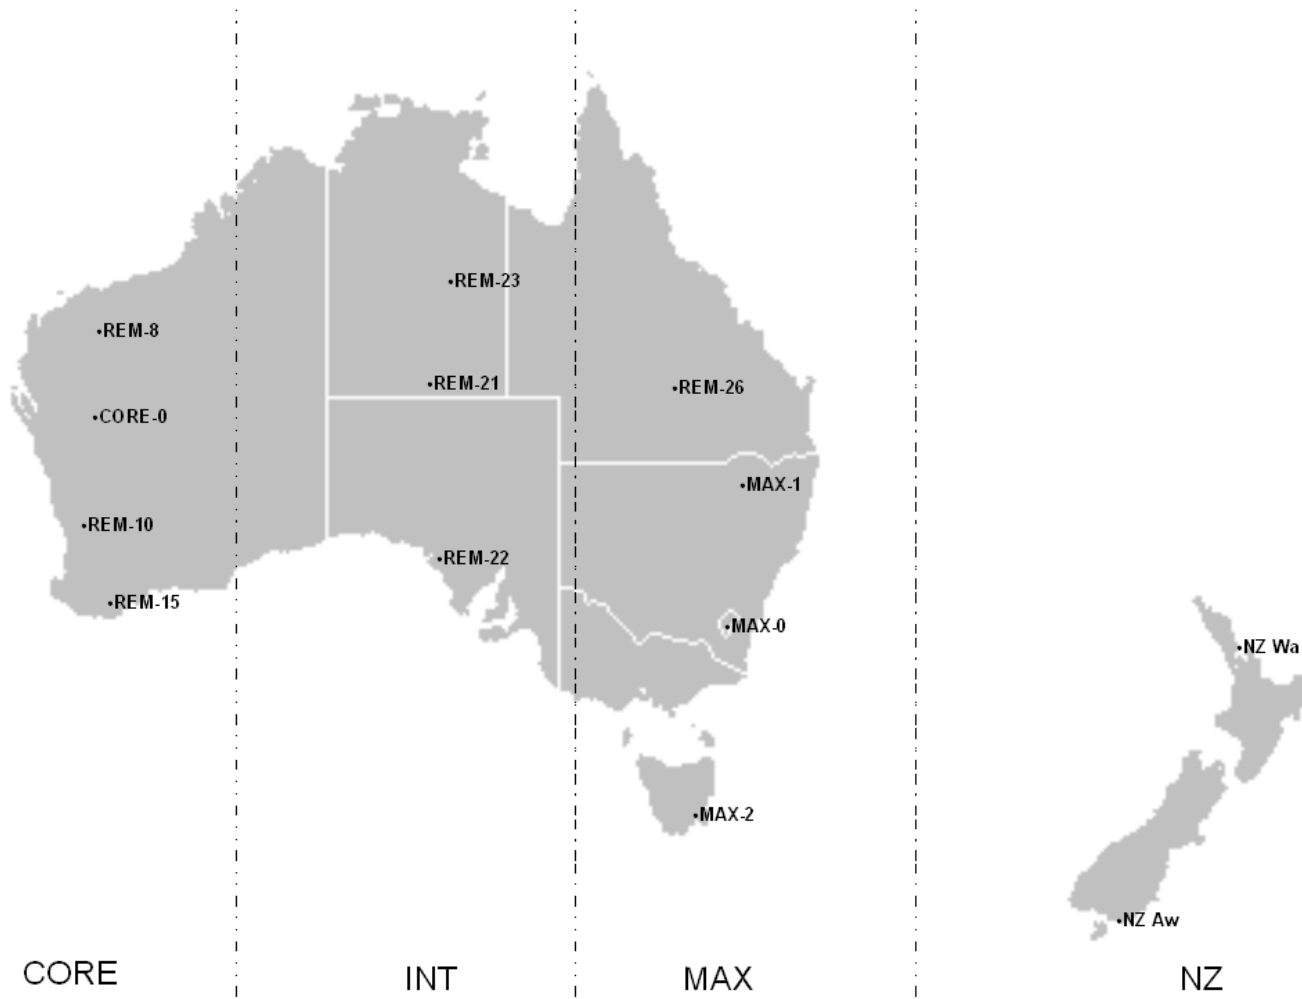 REM-23
REM-8
REM-21
REM-26
CORE-0
MAX-1
REM-10
REM-22
REM-15
MAX-0
NZ Wa
MAX-2
NZ Aw
CORE
INT
MAX
NZ